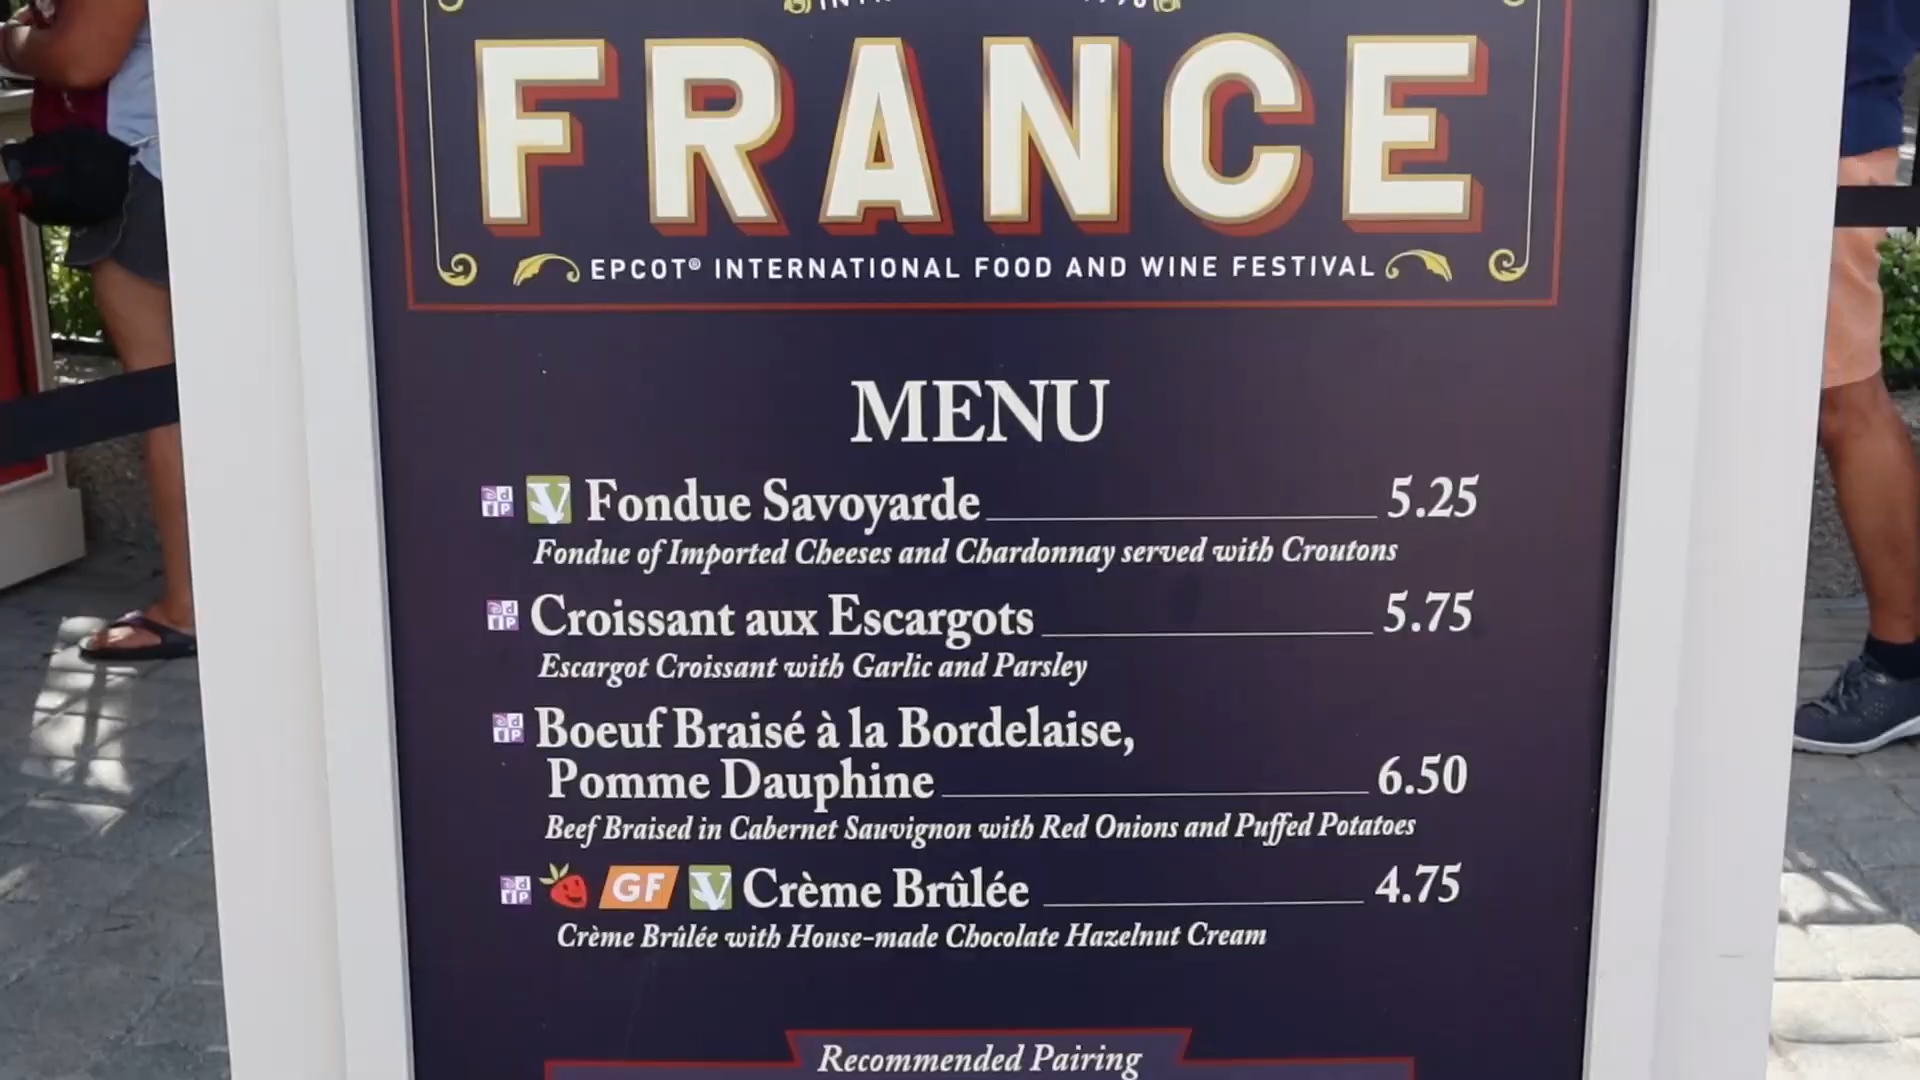 FRANCE
EPCOT® INTERNATIONAL FOOD AND WINE FESTIVAL
MENU
V Fondue Savoyarde 5.25
Fondue of Imported Cheeses and Chardonnay served with Croutons
Croissant aux Escargots 5.75
Escargot Croissant with Garlic and Parsley
Boeuf Braisé à la Bordelaise,
Pomme Dauphine 6.50
Beef Braised in Cabernet Sauvignon with Red Onions and Puffed Potatoes
GF V Crème Brûlée 4.75
Crème Brûlée with House-made Chocolate Hazelnut Cream
Recommended Pairing